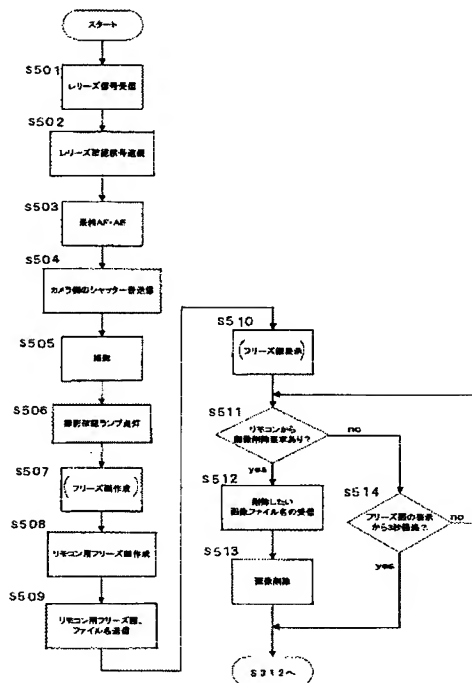 スタート
S501
レリーズ信号受信
S502
レリーズ確認信号送信
S503
最終AF・AE
S504
カメラ側のシャッター音送信
S505
撮影
S506
撮影確認ランプ点灯
S507
(フリーズ画作成)
S508
リモコン用フリーズ画作成
S509
リモコン用フリーズ画、
ファイル名送信
S510
(フリーズ画表示)
S511
リモコンから
画像削除要求あり?
no
yes
S512
削除したい
画像ファイル名の受信
S513
画像削除
S514
フリーズ画の表示
から3秒経過?
no
yes
S312へ